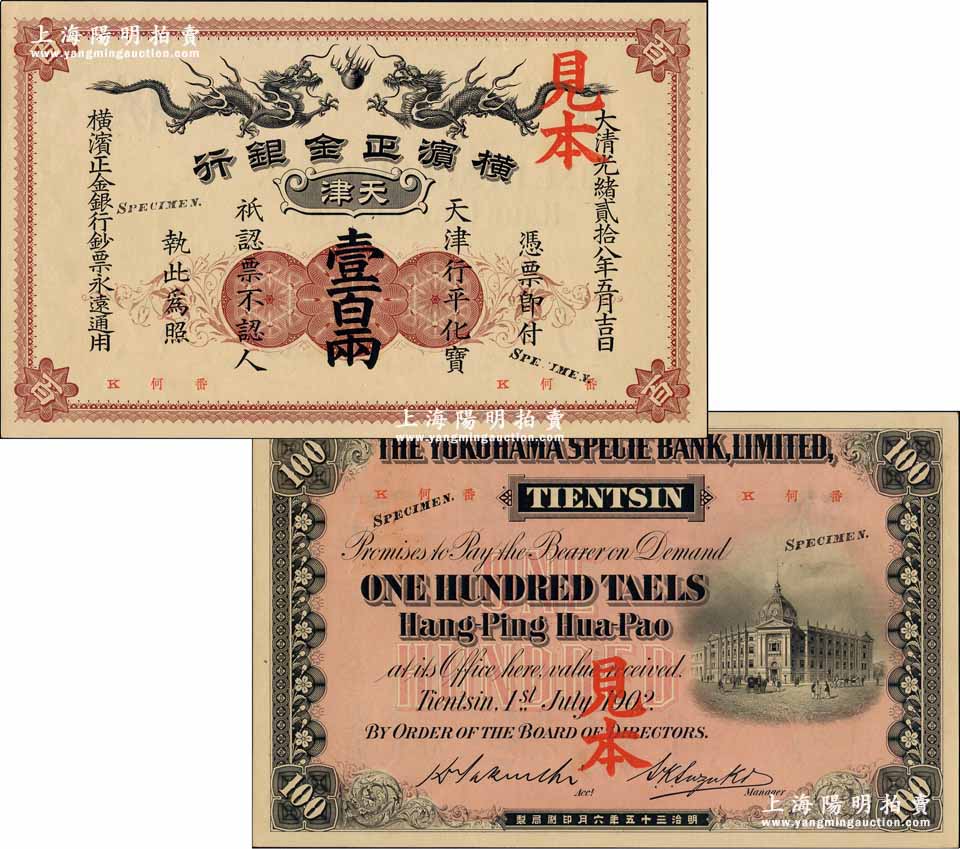 上海陽明拍賣
www.yangmingauction.com
百
百
見本
橫濱正金銀行
天津
大清光緒貳拾八年五月吉日
憑票即付
天津行平化寶
壹百兩
祇認票不認人
執此為照
橫濱正金銀行鈔票永遠通用
SPECIMEN.
SPECIMEN.
K 何 番
K 何 番
百
百
上海陽明拍賣
www.yangmingauction.com
THE YOKOHAMA SPECIE BANK, LIMITED,
100
100
K 何 番
TIENTSIN
K 何 番
SPECIMEN.
SPECIMEN.
Promises to Pay the Bearer on Demand
ONE
ONE HUNDRED TAELS
Hang-Ping Hua-Pao
at its Office here, value received.
HUNDRED
Tientsin, 1st July 1902.
見本
BY ORDER OF THE BOARD OF DIRECTORS.
Acct
Manager
100
100
明治三十五年六月印刷局製
上海陽明拍賣
www.yangmingauction.com